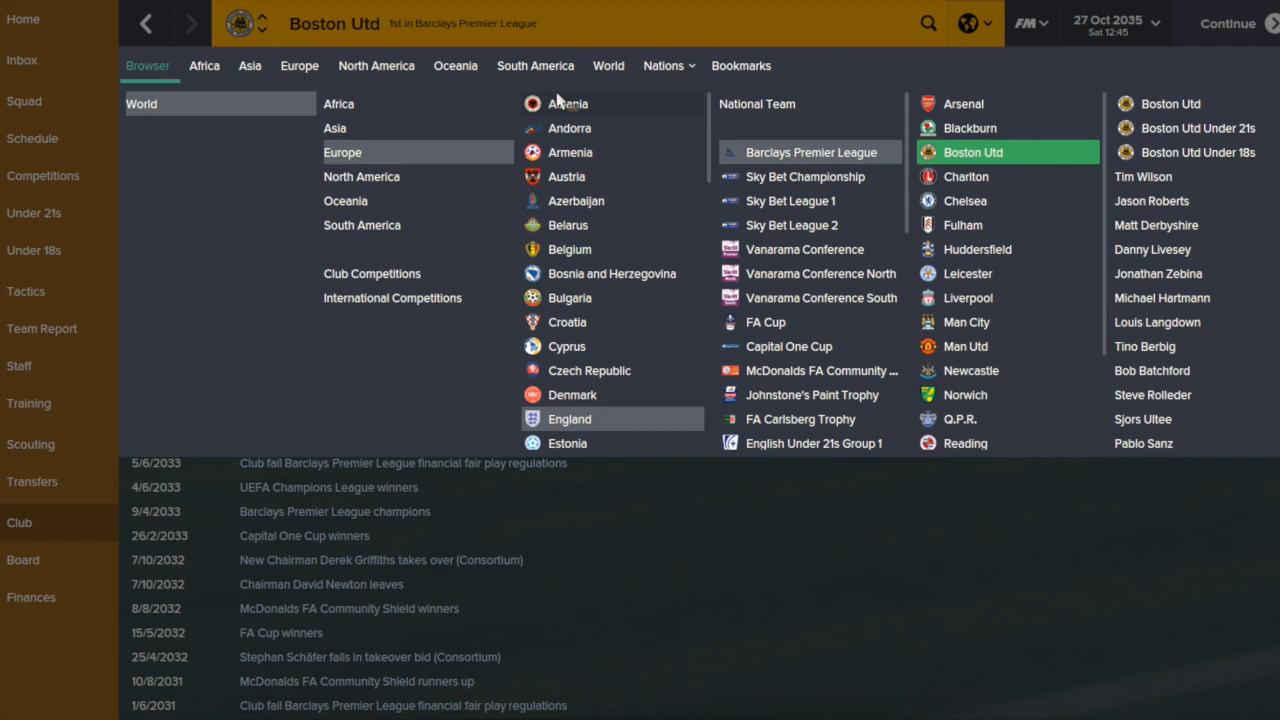 Home
Inbox
Squad
Schedule
Competitions
Under 21s
Under 18s
Tactics
Team Report
Staff
Training
Scouting
Transfers
Club
Board
Finances
Boston Utd 1st in Barclays Premier League
FM
27 Oct 2035
Sat 12:45
Continue
Browser Africa Asia Europe North America Oceania South America World Nations Bookmarks
World
Africa
Asia
Europe
North America
Oceania
South America
Club Competitions
International Competitions
Albania
Andorra
Armenia
Austria
Azerbaijan
Belarus
Belgium
Bosnia and Herzegovina
Bulgaria
Croatia
Cyprus
Czech Republic
Denmark
England
Estonia
National Team
Barclays Premier League
Sky Bet Championship
Sky Bet League 1
Sky Bet League 2
Vanarama Conference
Vanarama Conference North
Vanarama Conference South
FA Cup
Capital One Cup
McDonalds FA Community ...
Johnstone's Paint Trophy
FA Carlsberg Trophy
English Under 21s Group 1
Arsenal
Blackburn
Boston Utd
Charlton
Chelsea
Fulham
Huddersfield
Leicester
Liverpool
Man City
Man Utd
Newcastle
Norwich
Q.P.R.
Reading
Boston Utd
Boston Utd Under 21s
Boston Utd Under 18s
Tim Wilson
Jason Roberts
Matt Derbyshire
Danny Livesey
Jonathan Zebina
Michael Hartmann
Louis Langdown
Tino Berbig
Bob Batchford
Steve Rolleder
Sjors Ultee
Pablo Sanz
5/6/2033 Club fail Barclays Premier League financial fair play regulations
4/6/2033 UEFA Champions League winners
9/4/2033 Barclays Premier League champions
26/2/2033 Capital One Cup winners
7/10/2032 New Chairman Derek Griffiths takes over (Consortium)
7/10/2032 Chairman David Newton leaves
8/8/2032 McDonalds FA Community Shield winners
15/5/2032 FA Cup winners
25/4/2032 Stephan Schäfer fails in takeover bid (Consortium)
10/8/2031 McDonalds FA Community Shield runners up
1/6/2031 Club fail Barclays Premier League financial fair play regulations